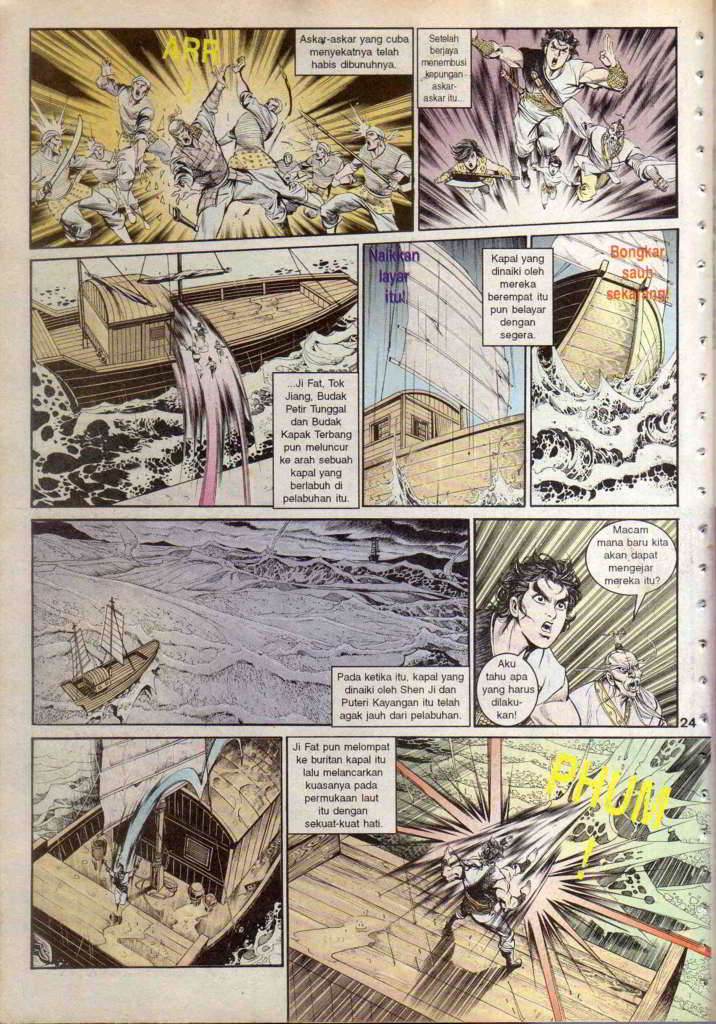 ARR
!
Askar-askar yang cuba
menyekatnya telah
habis dibunuhnya.
Setelah
berjaya
menembusi
kepungan
askar-
askar itu...
...Ji Fat, Tok
Jiang, Budak
Petir Tunggal
dan Budak
Kapak Terbang
pun meluncur
ke arah sebuah
kapal yang
berlabuh di
pelabuhan itu.
Naikkan
layar
itu!
Kapal yang
dinaiki oleh
mereka
berempat itu
pun belayar
dengan
segera.
Bongkar
sauh
sekarang!
Pada ketika itu, kapal yang
dinaiki oleh Shen Ji dan
Puteri Kayangan itu telah
agak jauh dari pelabuhan.
Macam
mana baru kita
akan dapat
mengejar
mereka itu?
Aku
tahu apa
yang harus
dilaku-
kan!
24
Ji Fat pun melompat
ke buritan kapal itu
lalu melancarkan
kuasanya pada
permukaan laut
itu dengan
sekuat-kuat hati.
PHUM
!